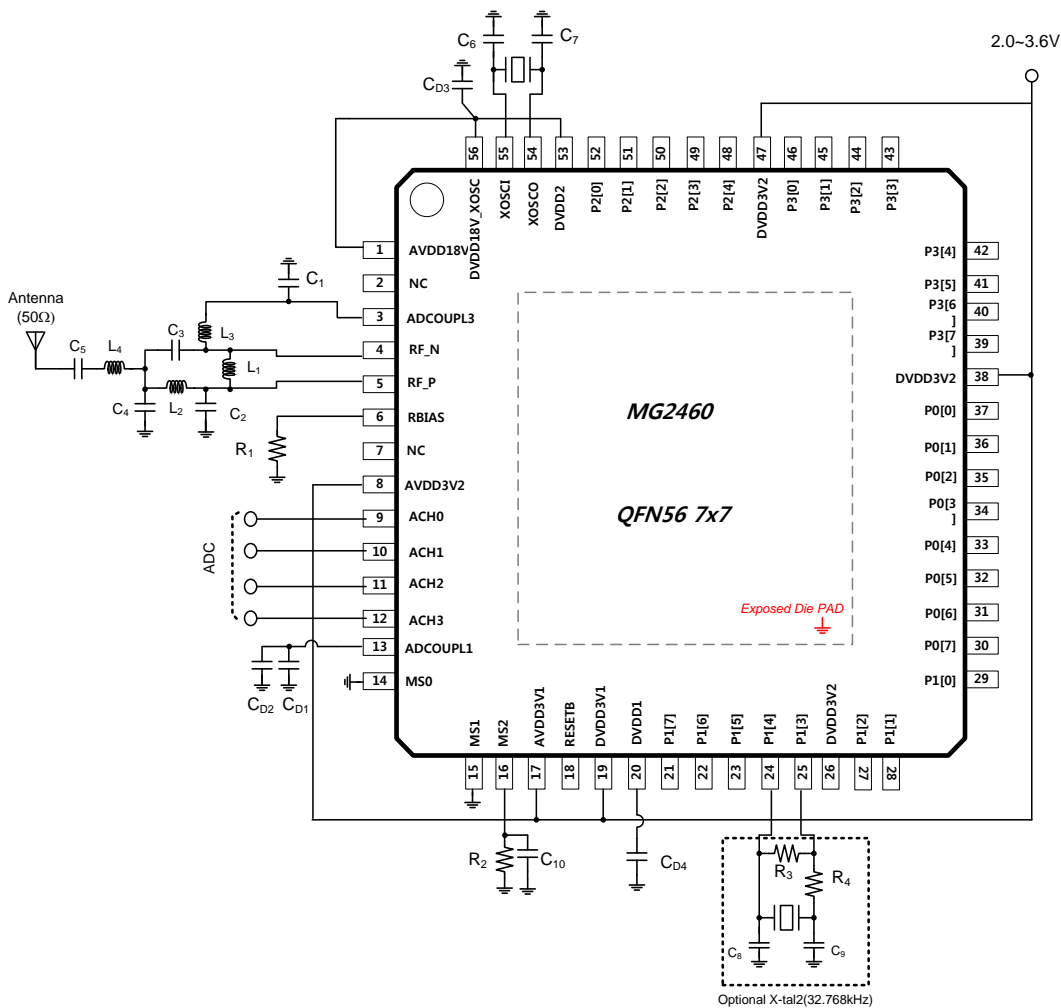 C6
C7
2.0~3.6V
CD3
56
55
54
53
52
51
50
49
48
47
46
45
44
43
DVDD18V_XOSC
XOSCI
XOSCO
DVDD2
P2[0]
P2[1]
P2[2]
P2[3]
P2[4]
DVDD3V2
P3[0]
P3[1]
P3[2]
P3[3]
1 AVDD18V
2 NC
3 ADCOUPL3
4 RF_N
5 RF_P
6 RBIAS
7 NC
8 AVDD3V2
9 ACH0
10 ACH1
11 ACH2
12 ACH3
13 ADCOUPL1
14 MS0
Antenna
(50Ω)
C5
L4
C3
L3
C1
L1
C4
L2
C2
R1
ADC
CD2
CD1
MG2460
QFN56 7x7
Exposed Die PAD
P3[4] 42
P3[5] 41
P3[6
] 40
P3[7
] 39
DVDD3V2 38
P0[0] 37
P0[1] 36
P0[2] 35
P0[3
] 34
P0[4] 33
P0[5] 32
P0[6] 31
P0[7] 30
P1[0] 29
MS1
MS2
AVDD3V1
RESETB
DVDD3V1
DVDD1
P1[7]
P1[6]
P1[5]
P1[4]
P1[3]
DVDD3V2
P1[2]
P1[1]
15
16
17
18
19
20
21
22
23
24
25
26
27
28
R2
C10
CD4
R3
R4
C8
C9
Optional X-tal2(32.768kHz)